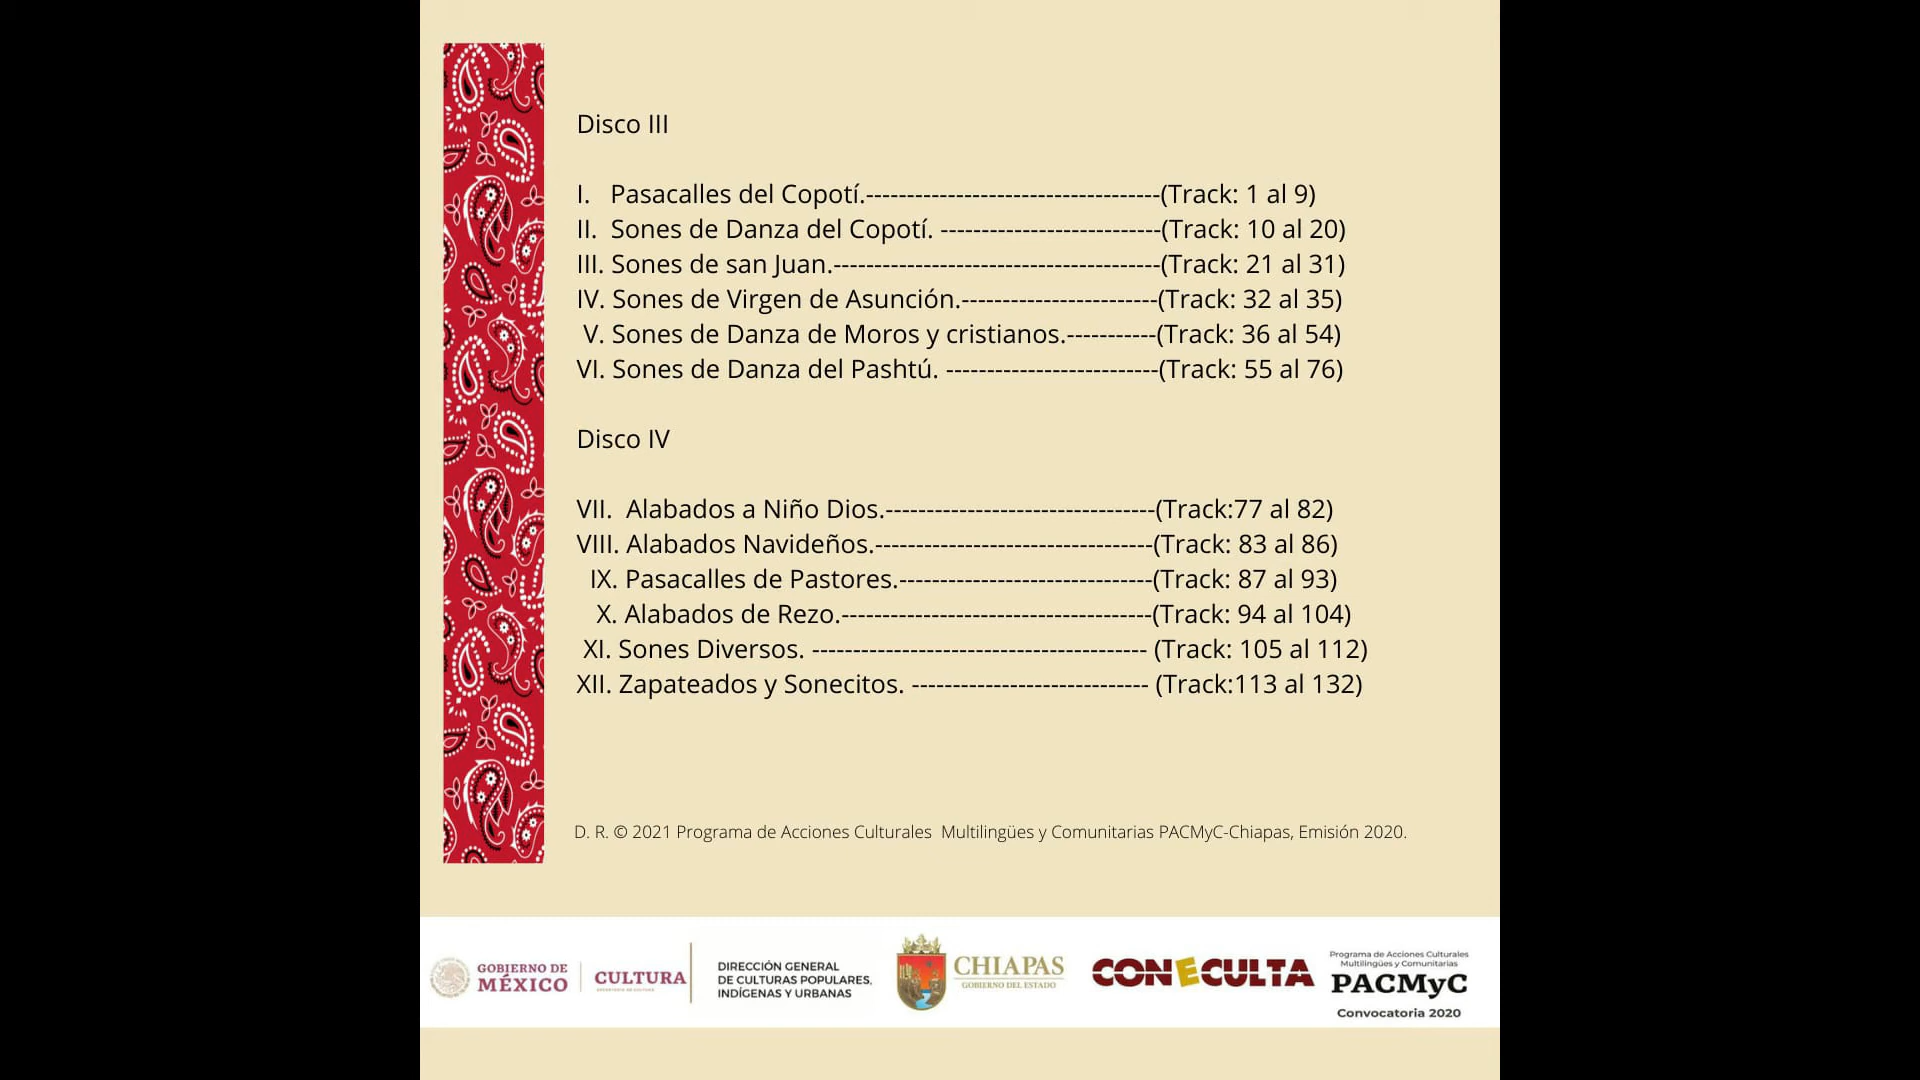 Disco III
I. Pasacalles del Copotí.------------------------------------(Track: 1 al 9)
II. Sones de Danza del Copotí. ---------------------------(Track: 10 al 20)
III. Sones de san Juan.----------------------------------------(Track: 21 al 31)
IV. Sones de Virgen de Asunción.------------------------(Track: 32 al 35)
V. Sones de Danza de Moros y cristianos.-----------(Track: 36 al 54)
VI. Sones de Danza del Pashtú. --------------------------(Track: 55 al 76)
Disco IV
VII. Alabados a Niño Dios.---------------------------------(Track:77 al 82)
VIII. Alabados Navideños.----------------------------------(Track: 83 al 86)
IX. Pasacalles de Pastores.-------------------------------(Track: 87 al 93)
X. Alabados de Rezo.--------------------------------------(Track: 94 al 104)
XI. Sones Diversos. ----------------------------------------- (Track: 105 al 112)
XII. Zapateados y Sonecitos. ----------------------------- (Track:113 al 132)
D. R. © 2021 Programa de Acciones Culturales Multilingües y Comunitarias PACMyC-Chiapas, Emisión 2020.
GOBIERNO DE
MÉXICO
CULTURA
SECRETARÍA DE CULTURA
DIRECCIÓN GENERAL
DE CULTURAS POPULARES,
INDÍGENAS Y URBANAS
CHIAPAS
GOBIERNO DEL ESTADO
CONECULTA
Programa de Acciones Culturales
Multilingües y Comunitarias
PACMyC
Convocatoria 2020